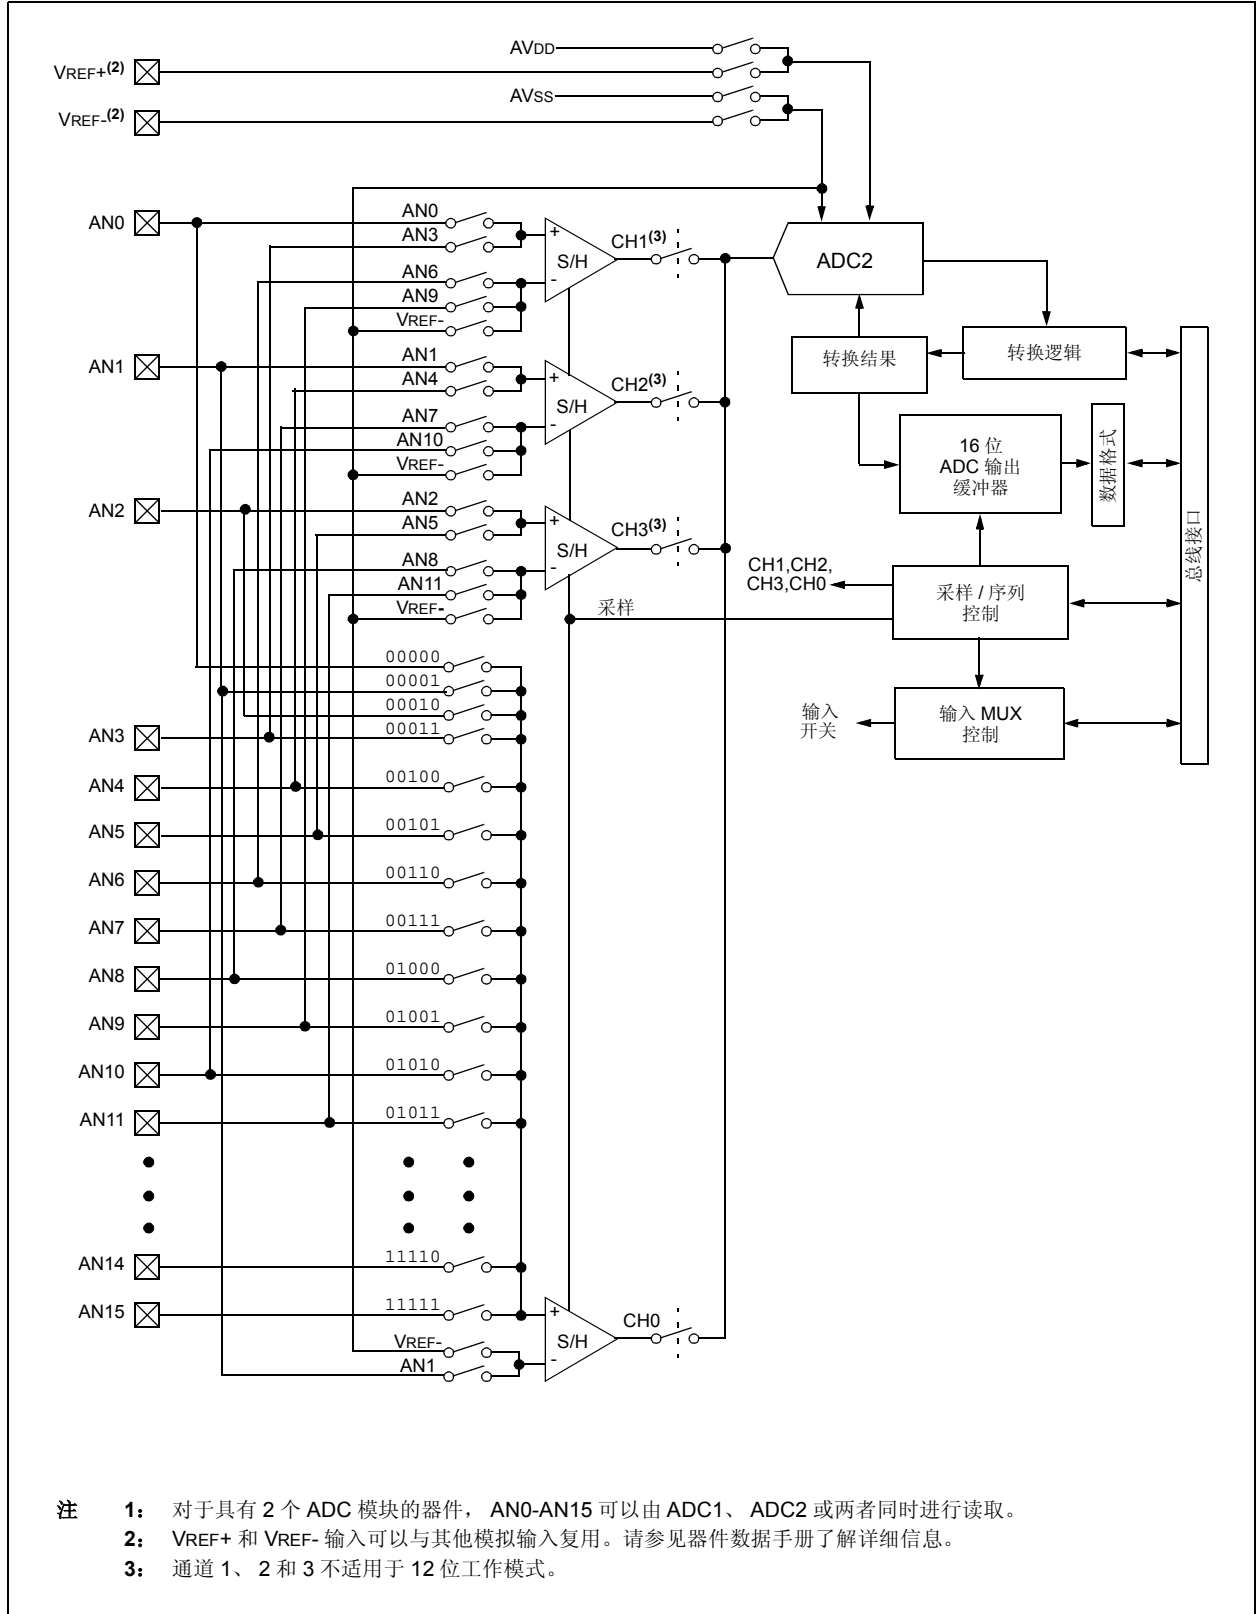 AVDD
VREF+(2)
AVSS
VREF-(2)
AN0
AN0
AN3
AN6
AN9
VREF-
+
-
S/H
CH1(3)
ADC2
转换结果
转换逻辑
AN1
AN1
AN4
AN7
AN10
VREF-
+
-
S/H
CH2(3)
16 位
ADC 输出
缓冲器
数据格式
总线接口
AN2
AN2
AN5
AN8
AN11
VREF-
+
-
S/H
CH3(3)
CH1,CH2,
CH3,CH0
采样 / 序列
控制
采样
输入
开关
输入 MUX
控制
00000
00001
00010
AN3
00011
AN4
00100
AN5
00101
AN6
00110
AN7
00111
AN8
01000
AN9
01001
AN10
01010
AN11
01011
AN14
11110
AN15
11111
VREF-
AN1
+
-
S/H
CH0
注 1： 对于具有 2 个 ADC 模块的器件， AN0-AN15 可以由 ADC1、 ADC2 或两者同时进行读取。
2： VREF+ 和 VREF- 输入可以与其他模拟输入复用。请参见器件数据手册了解详细信息。
3： 通道 1、 2 和 3 不适用于 12 位工作模式。